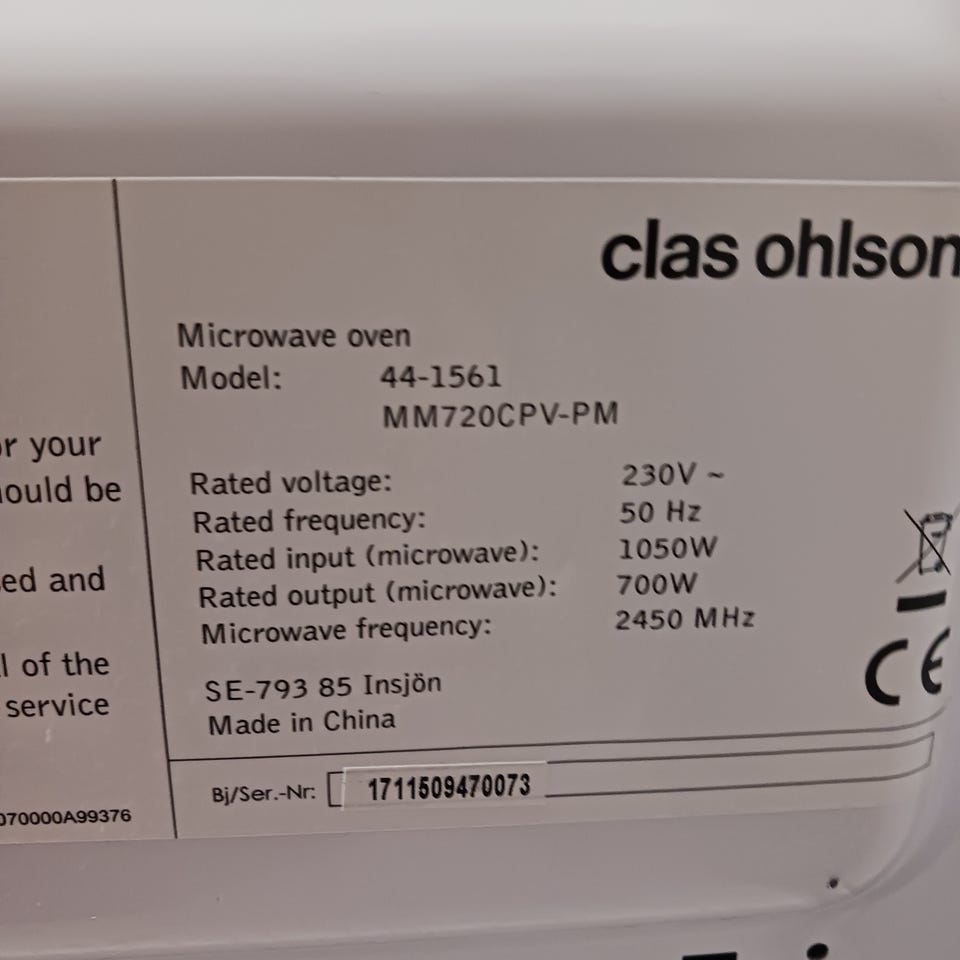 clas ohlson
Microwave oven
Model: 44-1561
MM720CPV-PM
Rated voltage: 230V ~
Rated frequency: 50 Hz
Rated input (microwave): 1050W
Rated output (microwave): 700W
Microwave frequency: 2450 MHz
SE-793 85 Insjön
Made in China
CE
Bj/Ser.-Nr: 1711509470073
your
be
and
of the
service
070000A99376